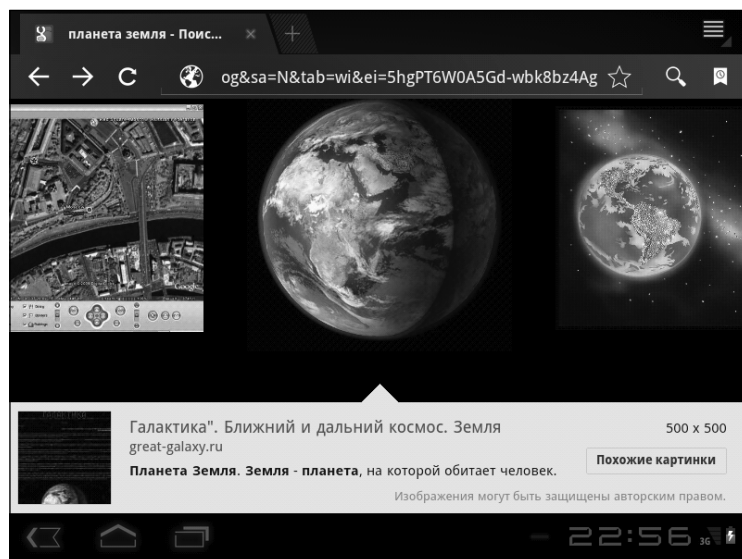 планета земля - Поис...
og&sa=N&tab=wi&ei=5hgPT6W0A5Gd-wbk8bz4Ag
Галактика". Ближний и дальний космос. Земля
500 x 500
great-galaxy.ru
Похожие картинки
Планета Земля. Земля - планета, на которой обитает человек.
Изображения могут быть защищены авторским правом.
22:56
3G